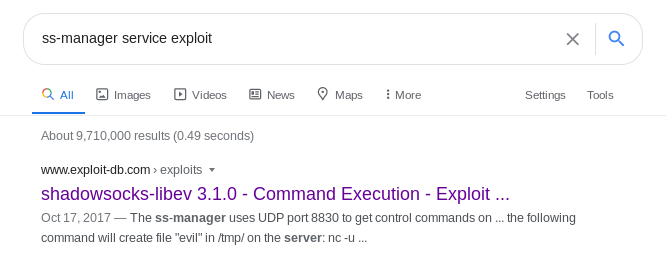 ss-manager service exploit
All Images Videos News Maps More Settings Tools
About 9,710,000 results (0.49 seconds)
www.exploit-db.com › exploits
shadowsocks-libev 3.1.0 - Command Execution - Exploit ...
Oct 17, 2017 — The ss-manager uses UDP port 8830 to get control commands on ... the following
command will create file "evil" in /tmp/ on the server: nc -u ...